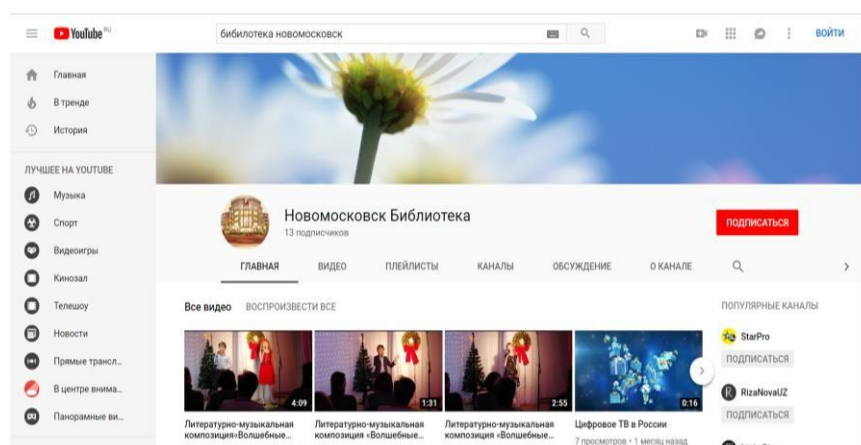 YouTube RU
бибилотека новомосковск
ВОЙТИ
Главная
В тренде
История
ЛУЧШЕЕ НА YOUTUBE
Музыка
Спорт
Видеоигры
Кинозал
Телешоу
Новости
Прямые трансл...
В центре внима...
Панорамные ви...
Новомосковск Библиотека
13 подписчиков
ПОДПИСАТЬСЯ
ГЛАВНАЯ ВИДЕО ПЛЕЙЛИСТЫ КАНАЛЫ ОБСУЖДЕНИЕ О КАНАЛЕ
Все видео ВОСПРОИЗВЕСТИ ВСЕ
4:09
1:31
2:55
0:16
Литературно-музыкальная
композиция«Волшебные...
Литературно-музыкальная
композиция «Волшебные...
Литературно-музыкальная
композиция «Волшебные...
Цифровое ТВ в России
7 просмотров • 1 месяц назад
ПОПУЛЯРНЫЕ КАНАЛЫ
StarPro
ПОДПИСАТЬСЯ
R
RizaNovaUZ
ПОДПИСАТЬСЯ